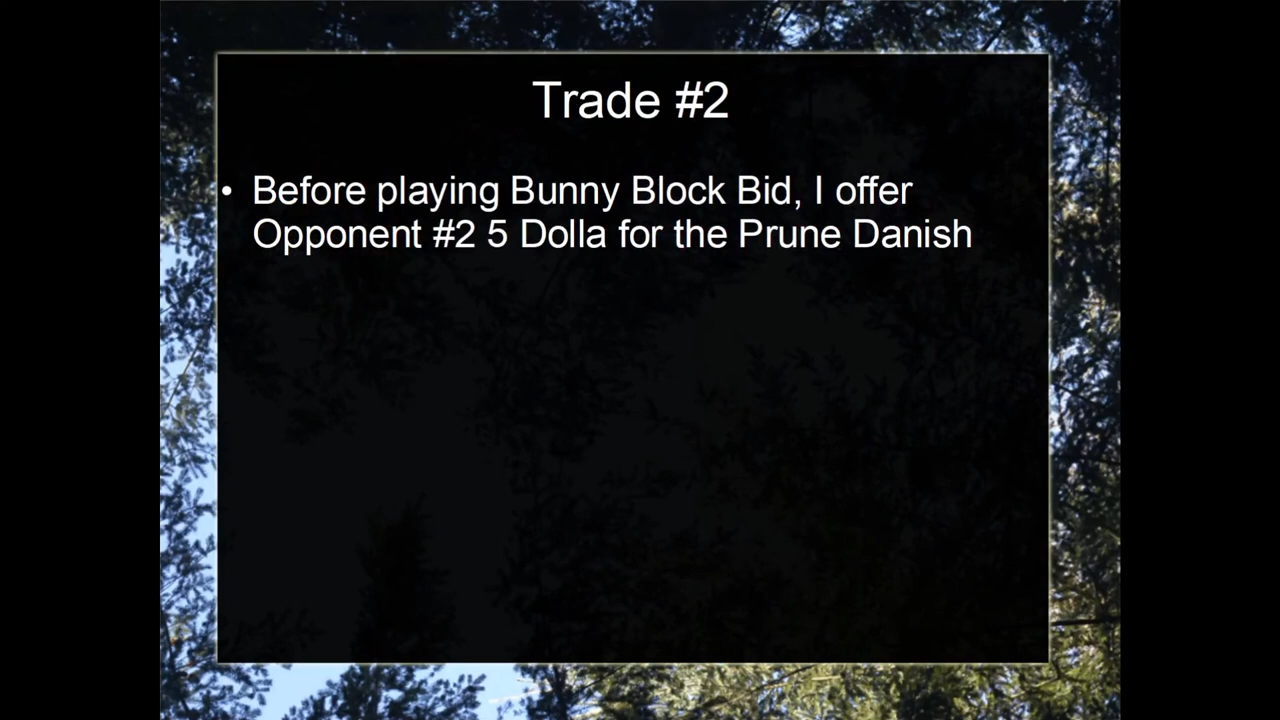 Trade #2
• Before playing Bunny Block Bid, I offer
Opponent #2 5 Dolla for the Prune Danish